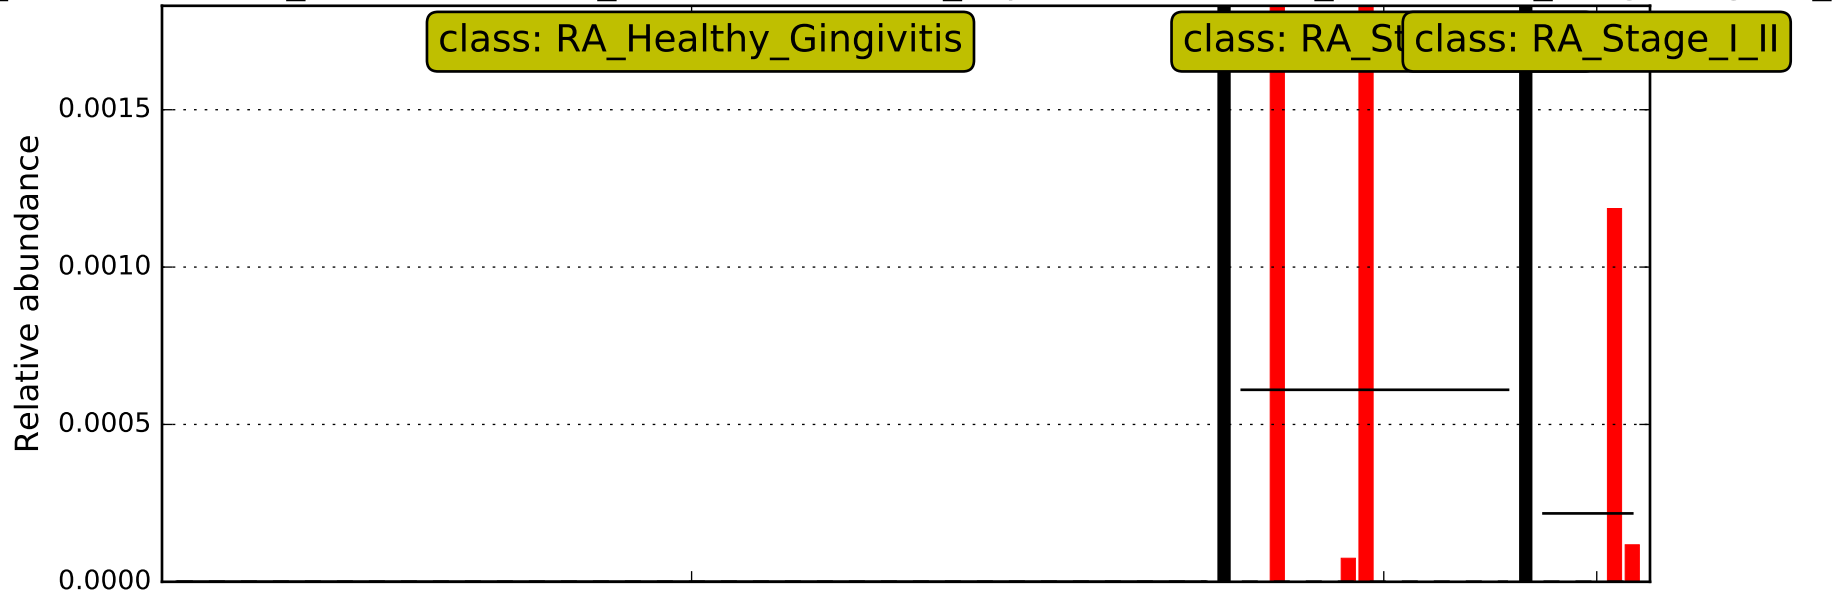 class: RA_Healthy_Gingivitis
class: RA_St
class: RA_Stage_I_II
0.0015
0.0010
0.0005
0.0000
Relative abundance